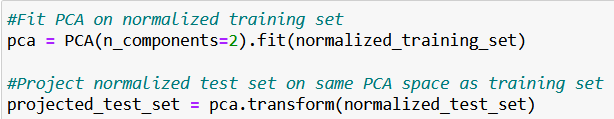 #Fit PCA on normalized training set
pca = PCA(n_components=2).fit(normalized_training_set)
#Project normalized test set on same PCA space as training set
projected_test_set = pca.transform(normalized_test_set)